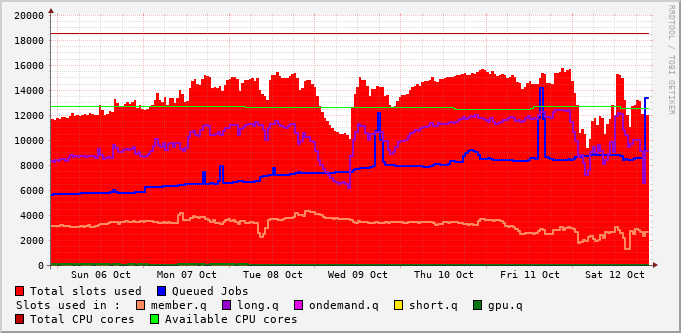 20000
18000
16000
14000
12000
10000
8000
6000
4000
2000
0
Sun 06 Oct Mon 07 Oct Tue 08 Oct Wed 09 Oct Thu 10 Oct Fri 11 Oct Sat 12 Oct
Total slots used Queued Jobs
Slots used in : member.q long.q ondemand.q short.q gpu.q
Total CPU cores Available CPU cores
RRDTOOL / TOBI OETIKER